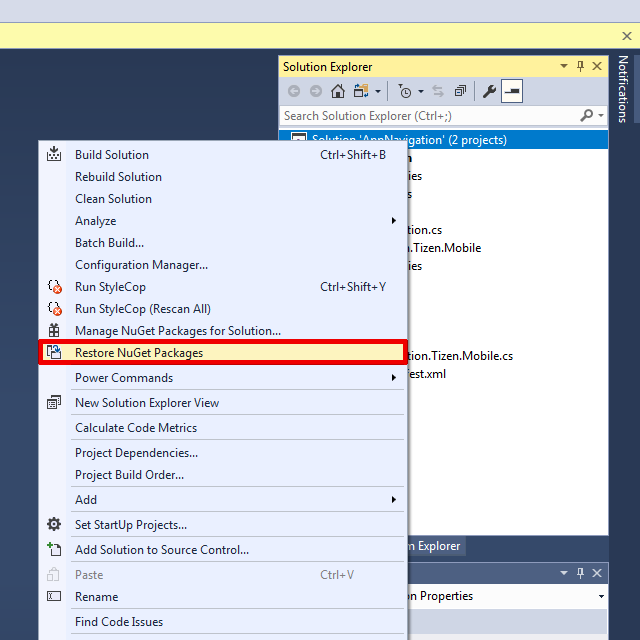 Solution Explorer
Notifications
Search Solution Explorer (Ctrl+;)
Solution 'AppNavigation' (2 projects)
Build Solution Ctrl+Shift+B
Rebuild Solution
Clean Solution
Analyze
Batch Build...
Configuration Manager...
Run StyleCop Ctrl+Shift+Y
Run StyleCop (Rescan All)
Manage NuGet Packages for Solution...
Restore NuGet Packages
Power Commands
New Solution Explorer View
Calculate Code Metrics
Project Dependencies...
Project Build Order...
Add
Set StartUp Projects...
Add Solution to Source Control...
Paste Ctrl+V
Rename
Find Code Issues
ies
s
tion.cs
.Tizen.Mobile
ies
tion.Tizen.Mobile.cs
fest.xml
m Explorer
on Properties